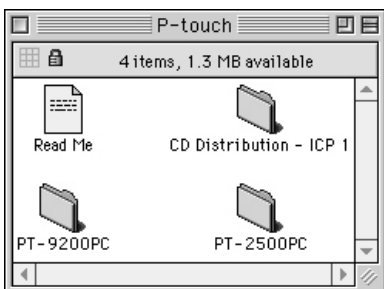 P-touch
4 items, 1.3 MB available
Read Me
CD Distribution - ICP 1
PT-9200PC
PT-2500PC